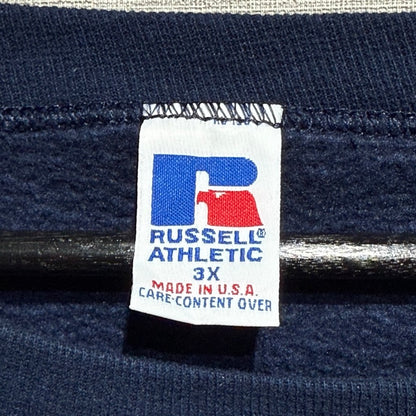 RUSSELL®
ATHLETIC
3X
MADE IN U.S.A.
CARE-CONTENT OVER